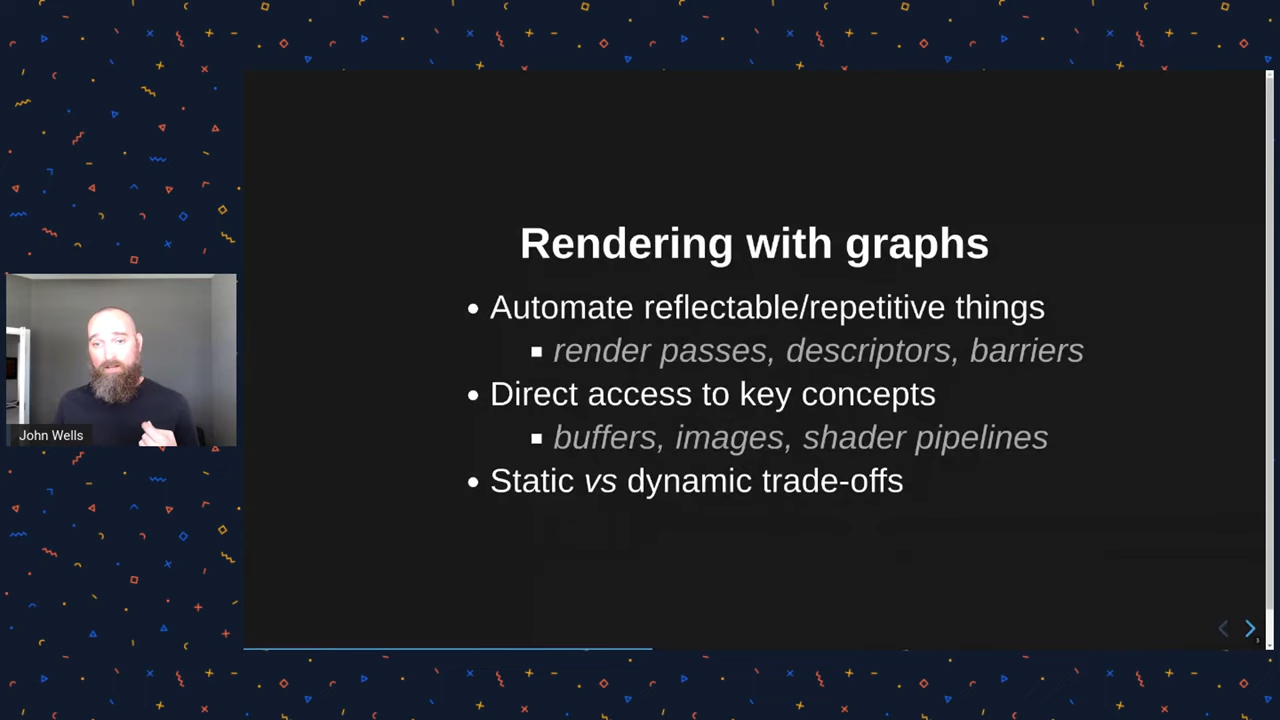 Rendering with graphs
• Automate reflectable/repetitive things
▪ render passes, descriptors, barriers
• Direct access to key concepts
▪ buffers, images, shader pipelines
• Static vs dynamic trade-offs
John Wells
3